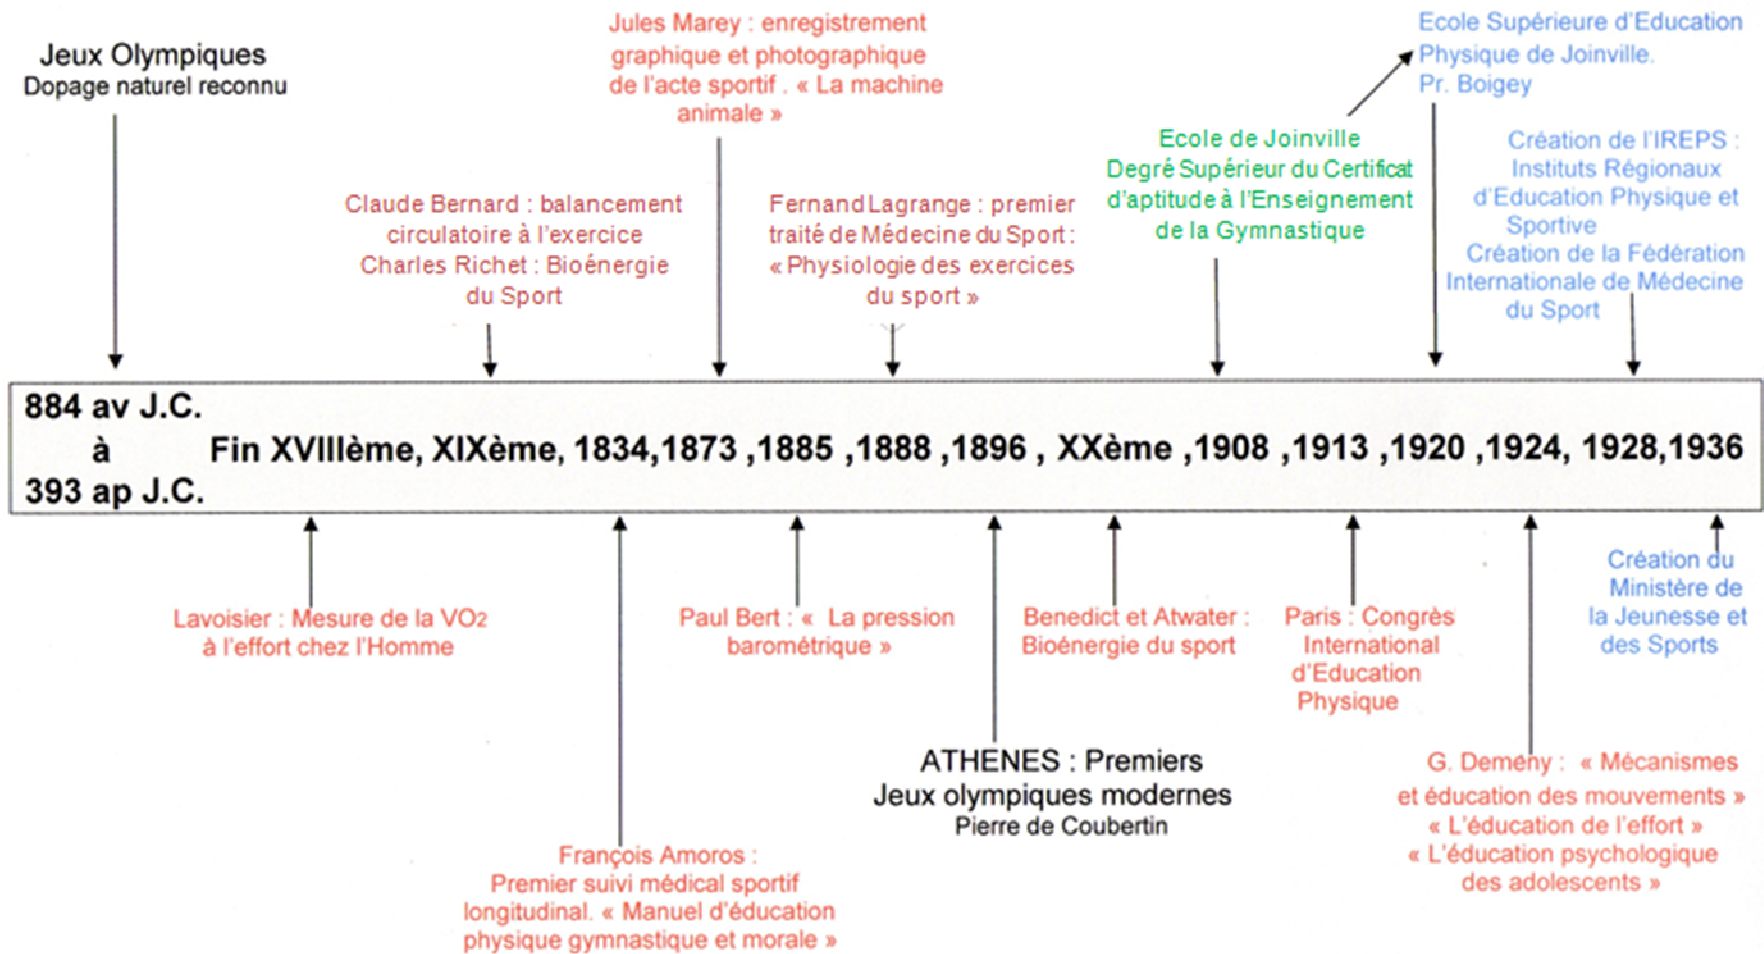 Jeux Olympiques
Dopage naturel reconnu
Jules Marey : enregistrement
graphique et photographique
de l'acte sportif . « La machine
animale »
Ecole Supérieure d'Education
Physique de Joinville.
Pr. Boigey
Claude Bernard : balancement
circulatoire à l'exercice
Charles Richet : Bioénergie
du Sport
Fernand Lagrange : premier
traité de Médecine du Sport :
« Physiologie des exercices
du sport »
Ecole de Joinville
Degré Supérieur du Certificat
d'aptitude à l'Enseignement
de la Gymnastique
Création de l'IREPS :
Instituts Régionaux
d'Education Physique et
Sportive
Création de la Fédération
Internationale de Médecine
du Sport
884 av J.C.
à
393 ap J.C.
Fin XVIIIème, XIXème, 1834,1873 ,1885 ,1888 ,1896 , XXème ,1908 ,1913 ,1920 ,1924, 1928,1936
Lavoisier : Mesure de la VO2
à l'effort chez l'Homme
François Amoros :
Premier suivi médical sportif
longitudinal. « Manuel d'éducation
physique gymnastique et morale »
Paul Bert : « La pression
barométrique »
ATHENES : Premiers
Jeux olympiques modernes
Pierre de Coubertin
Benedict et Atwater :
Bioénergie du sport
Paris : Congrès
International
d'Education
Physique
G. Demeny : « Mécanismes
et éducation des mouvements »
« L'éducation de l'effort »
« L'éducation psychologique
des adolescents »
Création du
Ministère de
la Jeunesse et
des Sports